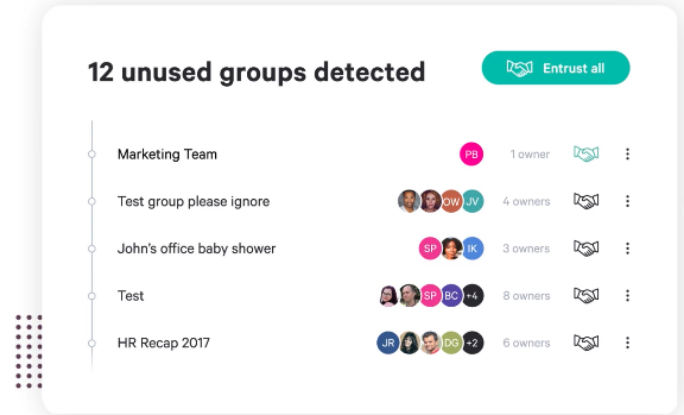 12 unused groups detected
Entrust all
Marketing Team PB 1 owner
Test group please ignore OW JV 4 owners
John's office baby shower SP IK 3 owners
Test SP BC +4 8 owners
HR Recap 2017 JR DG +2 6 owners